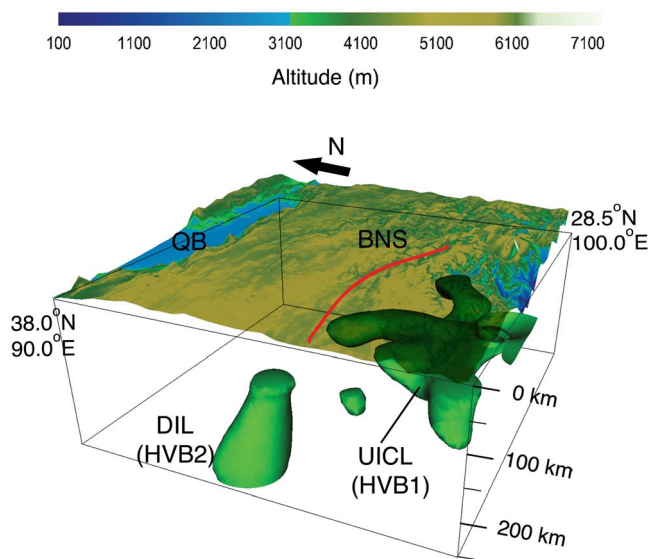 100 1100 2100 3100 4100 5100 6100 7100
Altitude (m)
N
28.5°N
100.0°E
QB
BNS
38.0°N
90.0°E
0 km
DIL
(HVB2)
UICL
(HVB1)
100 km
200 km